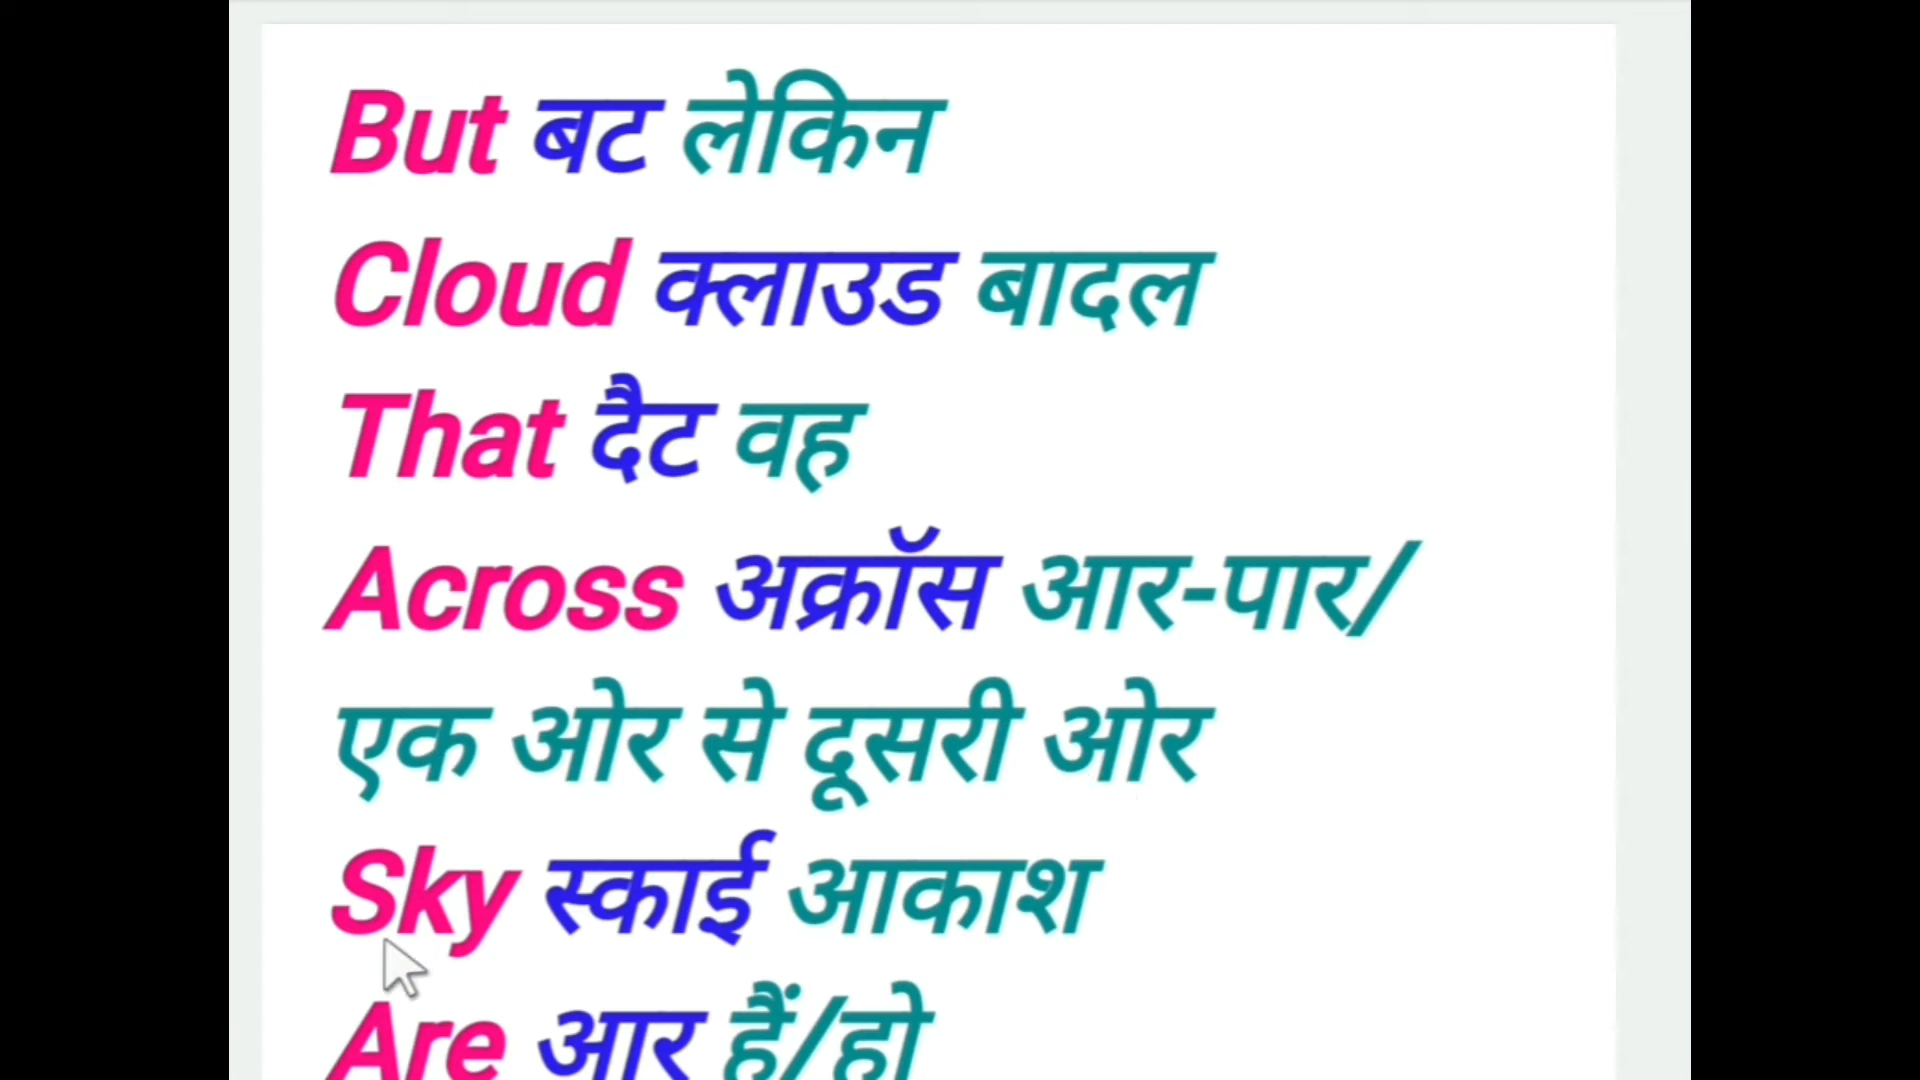 But बट लेकिन
Cloud क्लाउड बादल
That दैट वह
Across अक्रॉस आर-पार/
एक ओर से दूसरी ओर
Sky स्काई आकाश
Are आर हैं/हो